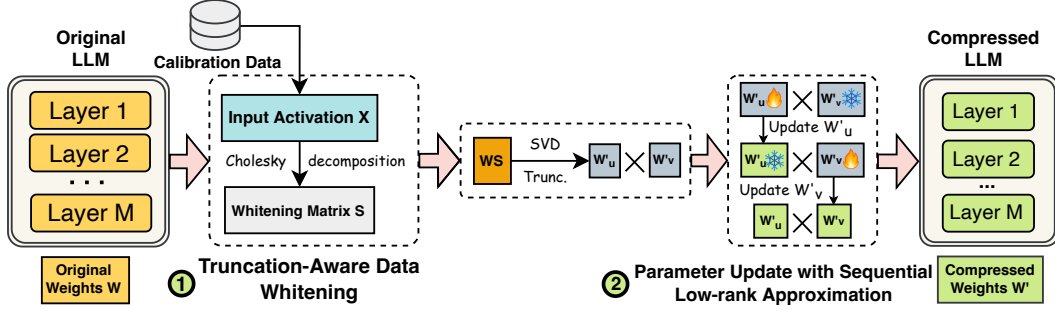 Original
LLM
Layer 1
Layer 2
...
Layer M
Original
Weights W
Calibration Data
Input Activation X
Cholesky decomposition
Whitening Matrix S
1 Truncation-Aware Data
Whitening
WS
SVD
Trunc.
W'u × W'v
W'u × W'v
Update W'u
W'u × W'v
Update W'v
W'u × W'v
2 Parameter Update with Sequential
Low-rank Approximation
Compressed
LLM
Layer 1
Layer 2
...
Layer M
Compressed
Weights W'